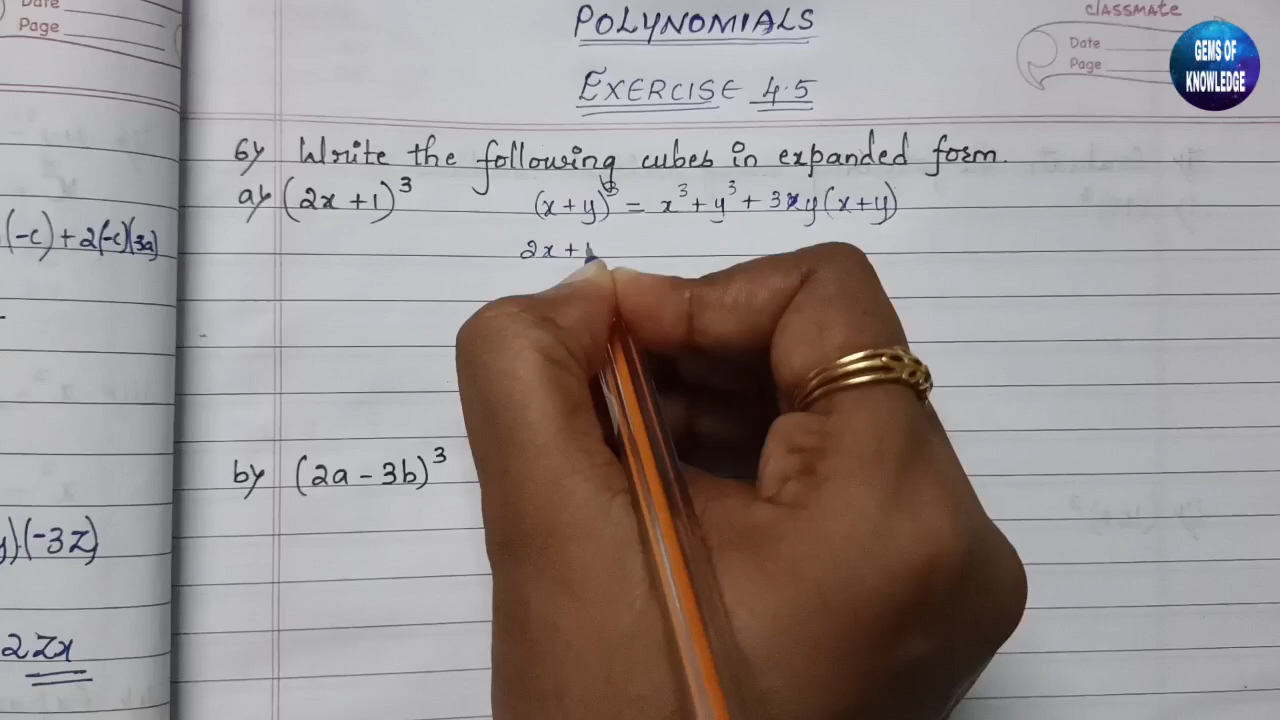 Date
Page
POLYNOMIALS
classmate
Date
Page
GEMS OF
KNOWLEDGE
EXERCISE 4.5
6) Write the following cubes in expanded form.
a) (2x + 1)³ (x + y)³ = x³ + y³ + 3xy(x + y)
2x +
(-c) + 2(-c)(3a)
b) (2a - 3b)³
y).(-3z)
2zx